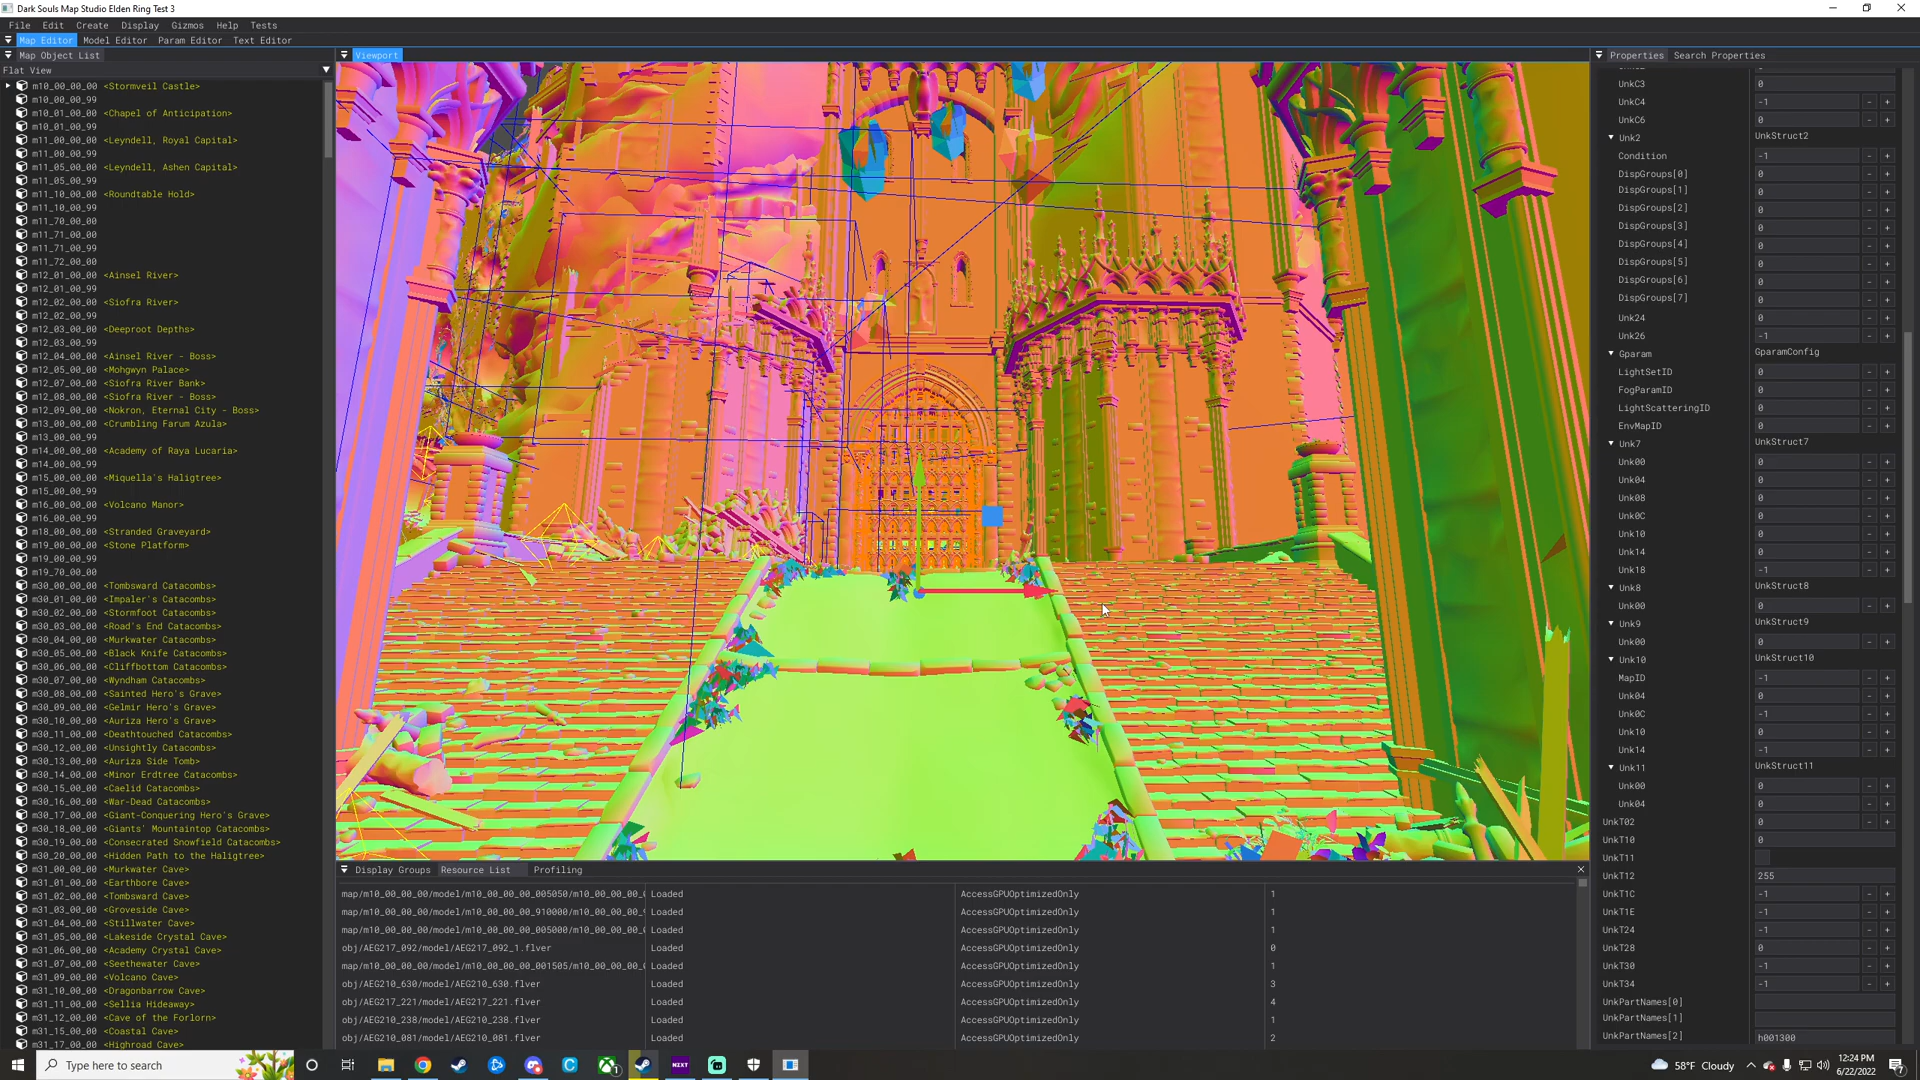 Dark Souls Map Studio Elden Ring Test 3
File Edit Create Display Gizmos Help Tests
Map Editor Model Editor Param Editor Text Editor
Map Object List
Flat View
m10_00_00_00 <Stormveil Castle>
m10_00_00_99
m10_01_00_00 <Chapel of Anticipation>
m10_01_00_99
m11_00_00_00 <Leyndell, Royal Capital>
m11_00_00_99
m11_05_00_00 <Leyndell, Ashen Capital>
m11_05_00_99
m11_10_00_00 <Roundtable Hold>
m11_10_00_99
m11_70_00_00
m11_71_00_00
m11_71_00_99
m11_72_00_00
m12_01_00_00 <Ainsel River>
m12_01_00_99
m12_02_00_00 <Siofra River>
m12_02_00_99
m12_03_00_00 <Deeproot Depths>
m12_03_00_99
m12_04_00_00 <Ainsel River - Boss>
m12_05_00_00 <Mohgwyn Palace>
m12_07_00_00 <Siofra River Bank>
m12_08_00_00 <Siofra River - Boss>
m12_09_00_00 <Nokron, Eternal City - Boss>
m13_00_00_00 <Crumbling Farum Azula>
m13_00_00_99
m14_00_00_00 <Academy of Raya Lucaria>
m14_00_00_99
m15_00_00_00 <Miquella's Haligtree>
m15_00_00_99
m16_00_00_00 <Volcano Manor>
m16_00_00_99
m18_00_00_00 <Stranded Graveyard>
m19_00_00_00 <Stone Platform>
m19_00_00_99
m19_70_00_00
m30_00_00_00 <Tombsward Catacombs>
m30_01_00_00 <Impaler's Catacombs>
m30_02_00_00 <Stormfoot Catacombs>
m30_03_00_00 <Road's End Catacombs>
m30_04_00_00 <Murkwater Catacombs>
m30_05_00_00 <Black Knife Catacombs>
m30_06_00_00 <Cliffbottom Catacombs>
m30_07_00_00 <Wyndham Catacombs>
m30_08_00_00 <Sainted Hero's Grave>
m30_09_00_00 <Gelmir Hero's Grave>
m30_10_00_00 <Auriza Hero's Grave>
m30_11_00_00 <Deathtouched Catacombs>
m30_12_00_00 <Unsightly Catacombs>
m30_13_00_00 <Auriza Side Tomb>
m30_14_00_00 <Minor Erdtree Catacombs>
m30_15_00_00 <Caelid Catacombs>
m30_16_00_00 <War-Dead Catacombs>
m30_17_00_00 <Giant-Conquering Hero's Grave>
m30_18_00_00 <Giants' Mountaintop Catacombs>
m30_19_00_00 <Consecrated Snowfield Catacombs>
m30_20_00_00 <Hidden Path to the Haligtree>
m31_00_00_00 <Murkwater Cave>
m31_01_00_00 <Earthbore Cave>
m31_02_00_00 <Tombsward Cave>
m31_03_00_00 <Groveside Cave>
m31_04_00_00 <Stillwater Cave>
m31_05_00_00 <Lakeside Crystal Cave>
m31_06_00_00 <Academy Crystal Cave>
m31_07_00_00 <Seethewater Cave>
m31_09_00_00 <Volcano Cave>
m31_10_00_00 <Dragonbarrow Cave>
m31_11_00_00 <Sellia Hideaway>
m31_12_00_00 <Cave of the Forlorn>
m31_15_00_00 <Coastal Cave>
m31_17_00_00 <Highroad Cave>
Viewport
Display Groups Resource List Profiling
map/m10_00_00_00/model/m10_00_00_00_005050/m10_00_00_00_( Loaded AccessGPUOptimizedOnly 1
map/m10_00_00_00/model/m10_00_00_00_910000/m10_00_00_00_ Loaded AccessGPUOptimizedOnly 1
map/m10_00_00_00/model/m10_00_00_00_005000/m10_00_00_00_( Loaded AccessGPUOptimizedOnly 1
obj/AEG217_092/model/AEG217_092_1.flver Loaded AccessGPUOptimizedOnly 0
map/m10_00_00_00/model/m10_00_00_00_001505/m10_00_00_00_( Loaded AccessGPUOptimizedOnly 1
obj/AEG210_630/model/AEG210_630.flver Loaded AccessGPUOptimizedOnly 3
obj/AEG217_221/model/AEG217_221.flver Loaded AccessGPUOptimizedOnly 4
obj/AEG210_238/model/AEG210_238.flver Loaded AccessGPUOptimizedOnly 1
obj/AEG210_081/model/AEG210_081.flver Loaded AccessGPUOptimizedOnly 2
Properties Search Properties
UnkC3 0
UnkC4 -1 - +
UnkC6 0 - +
Unk2 UnkStruct2
Condition -1 - +
DispGroups[0] 0 - +
DispGroups[1] 0 - +
DispGroups[2] 0 - +
DispGroups[3] 0 - +
DispGroups[4] 0 - +
DispGroups[5] 0 - +
DispGroups[6] 0 - +
DispGroups[7] 0 - +
Unk24 0 - +
Unk26 -1 - +
Gparam GparamConfig
LightSetID 0 - +
FogParamID 0 - +
LightScatteringID 0 - +
EnvMapID 0 - +
Unk7 UnkStruct7
Unk00 0 - +
Unk04 0 - +
Unk08 0 - +
Unk0C 0 - +
Unk10 0 - +
Unk14 0 - +
Unk18 -1 - +
Unk8 UnkStruct8
Unk00 0 - +
Unk9 UnkStruct9
Unk00 0 - +
Unk10 UnkStruct10
MapID -1 - +
Unk04 0 - +
Unk0C -1 - +
Unk10 0 - +
Unk14 -1 - +
Unk11 UnkStruct11
Unk00 0 - +
Unk04 0 - +
UnkT02 0 - +
UnkT10 0
UnkT11
UnkT12 255
UnkT1C -1 - +
UnkT1E -1 - +
UnkT24 -1 - +
UnkT28 0 - +
UnkT30 -1 - +
UnkT34 -1 - +
UnkPartNames[0]
UnkPartNames[1]
UnkPartNames[2] h001300
Type here to search
NEXT
58°F Cloudy
12:24 PM
6/22/2022